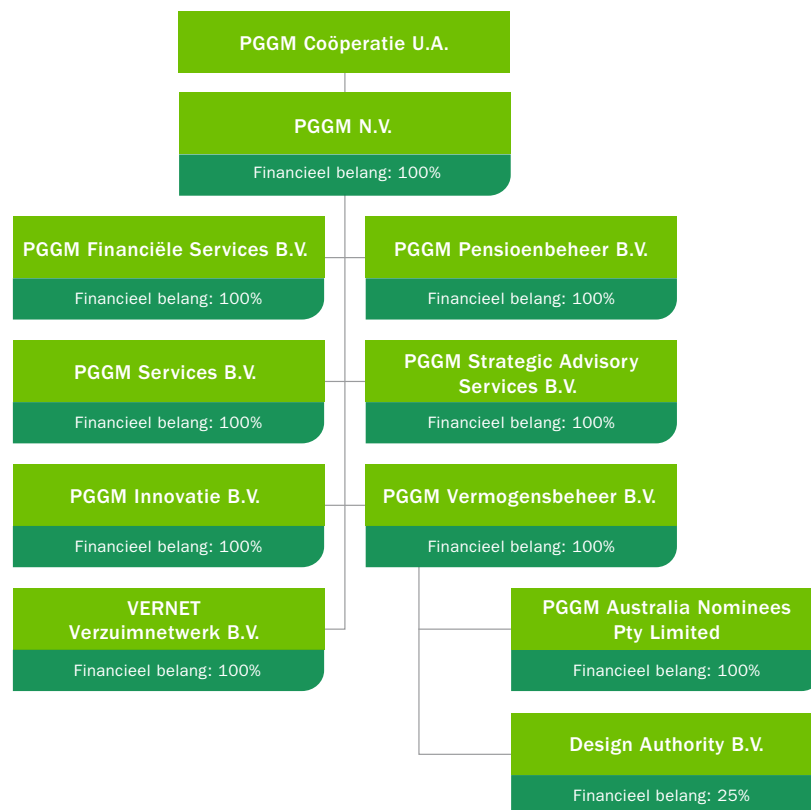 PGGM Coöperatie U.A.
PGGM N.V.
Financieel belang: 100%
PGGM Financiële Services B.V.
Financieel belang: 100%
PGGM Pensioenbeheer B.V.
Financieel belang: 100%
PGGM Services B.V.
Financieel belang: 100%
PGGM Strategic Advisory
Services B.V.
Financieel belang: 100%
PGGM Innovatie B.V.
Financieel belang: 100%
PGGM Vermogensbeheer B.V.
Financieel belang: 100%
VERNET
Verzuimnetwerk B.V.
Financieel belang: 100%
PGGM Australia Nominees
Pty Limited
Financieel belang: 100%
Design Authority B.V.
Financieel belang: 25%